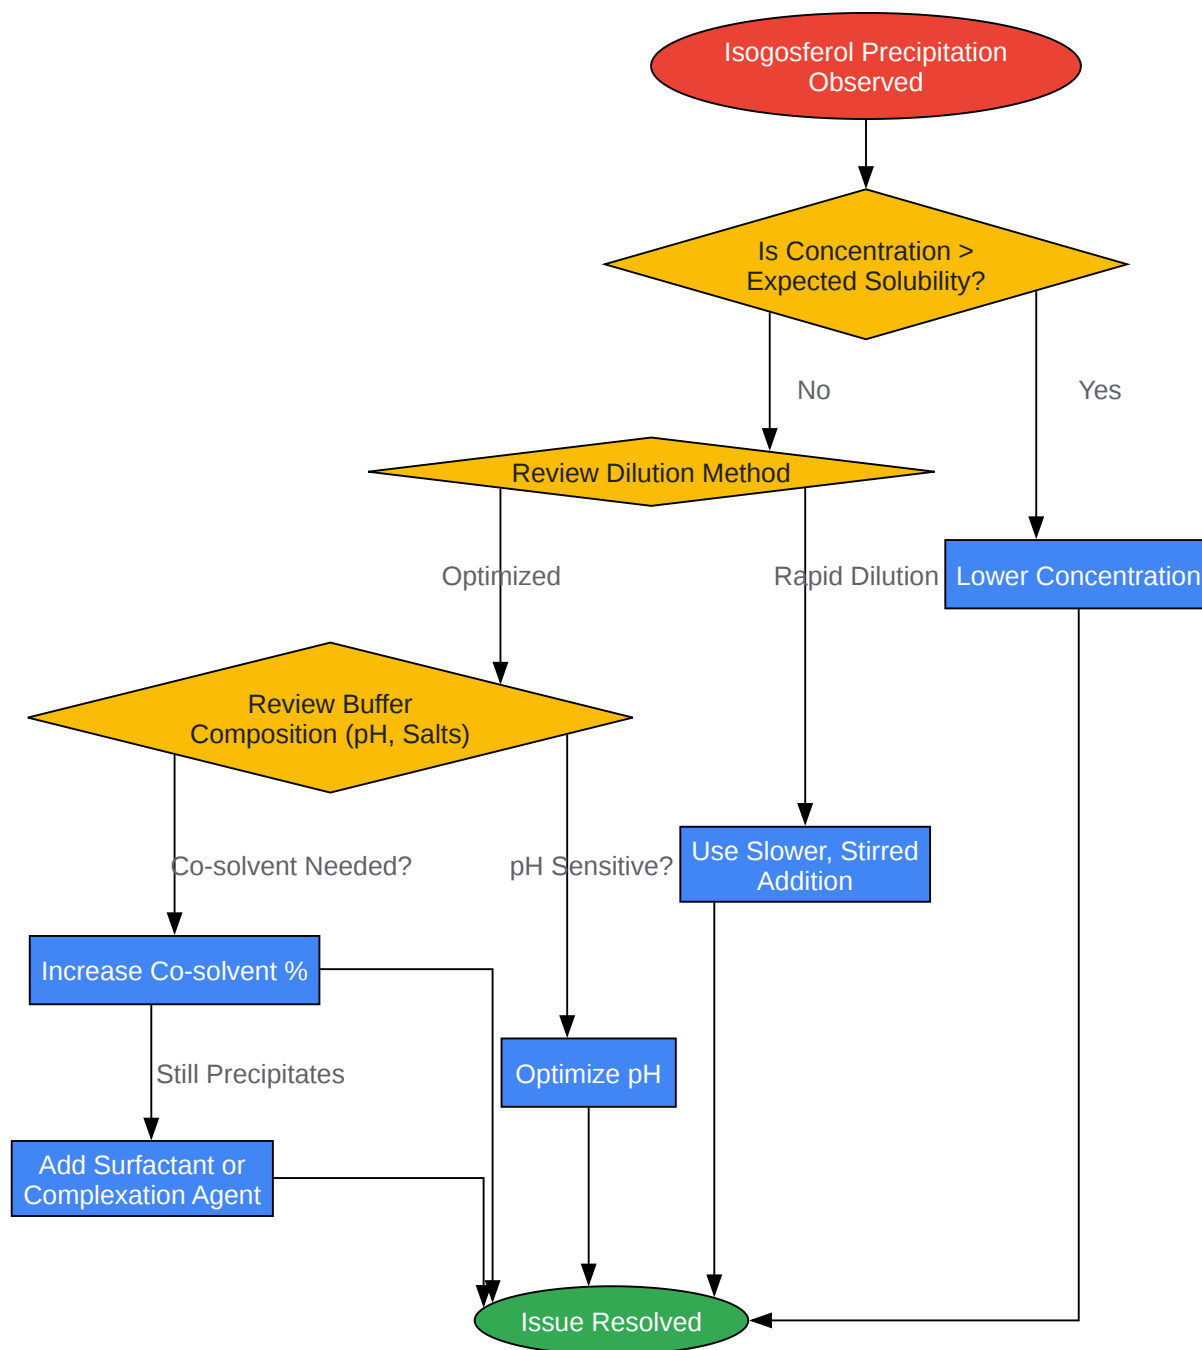 Isogosferol Precipitation
Observed
Is Concentration >
Expected Solubility?
No
Yes
Review Dilution Method
Optimized
Rapid Dilution
Lower Concentration
Review Buffer
Composition (pH, Salts)
Co-solvent Needed?
pH Sensitive?
Use Slower, Stirred
Addition
Increase Co-solvent %
Still Precipitates
Optimize pH
Add Surfactant or
Complexation Agent
Issue Resolved